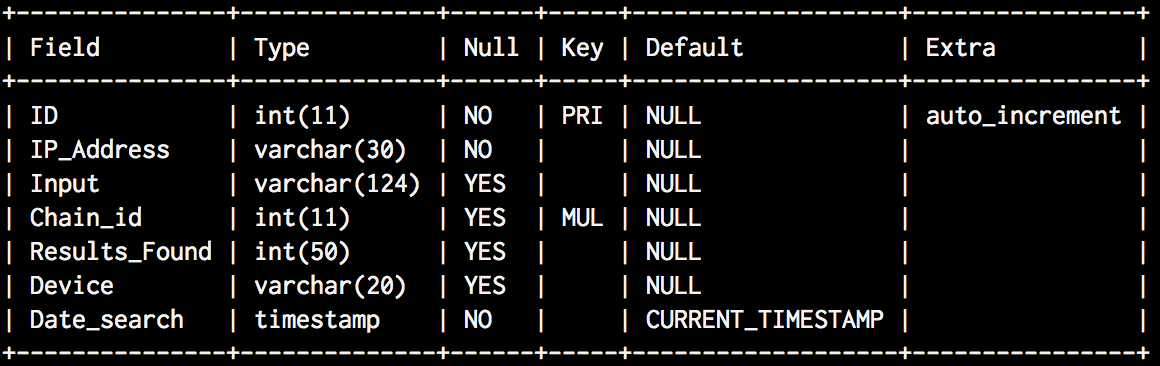 +---------------+--------------+------+-----+-------------------+----------------+
| Field         | Type         | Null | Key | Default           | Extra          |
+---------------+--------------+------+-----+-------------------+----------------+
| ID            | int(11)      | NO   | PRI | NULL              | auto_increment |
| IP_Address    | varchar(30)  | NO   |     | NULL              |                |
| Input         | varchar(124) | YES  |     | NULL              |                |
| Chain_id      | int(11)      | YES  | MUL | NULL              |                |
| Results_Found | int(50)      | YES  |     | NULL              |                |
| Device        | varchar(20)  | YES  |     | NULL              |                |
| Date_search   | timestamp    | NO   |     | CURRENT_TIMESTAMP |                |
+---------------+--------------+------+-----+-------------------+----------------+